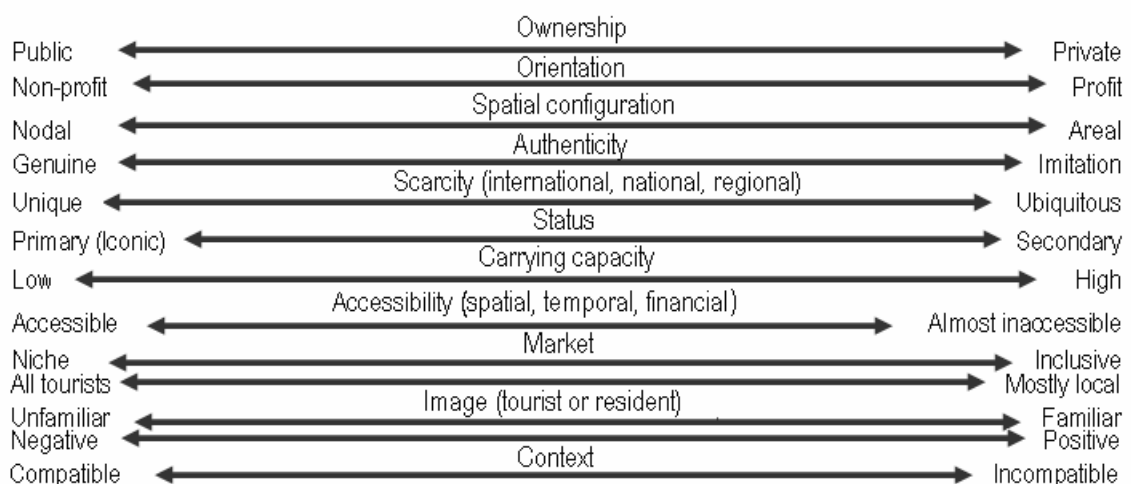 Ownership
Public Private
Orientation
Non-profit Profit
Spatial configuration
Nodal Areal
Authenticity
Genuine Imitation
Scarcity (international, national, regional)
Unique Ubiquitous
Status
Primary (Iconic) Secondary
Carrying capacity
Low High
Accessibility (spatial, temporal, financial)
Accessible Almost inaccessible
Market
Niche Inclusive
All tourists Mostly local
Image (tourist or resident)
Unfamiliar Familiar
Negative Positive
Context
Compatible Incompatible